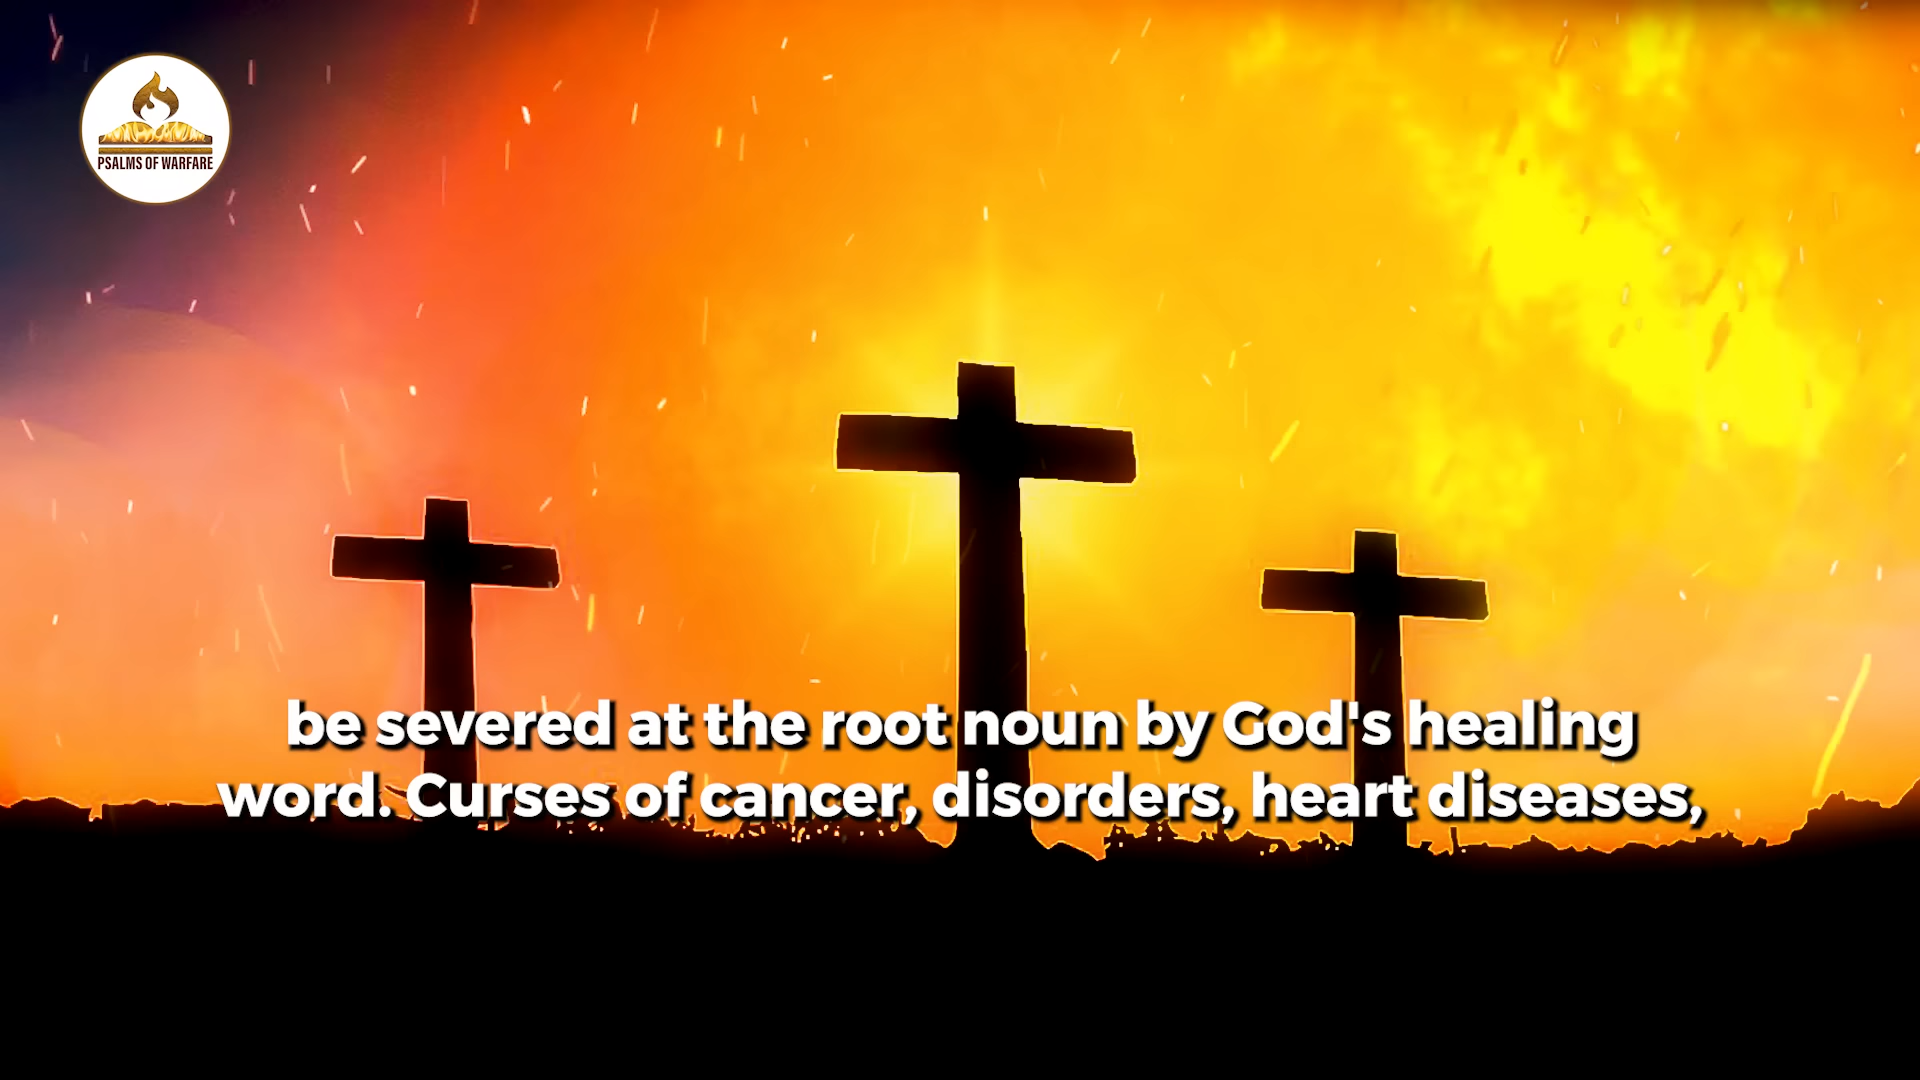 PSALMS OF WARFARE
be severed at the root noun by God's healing
word. Curses of cancer, disorders, heart diseases,